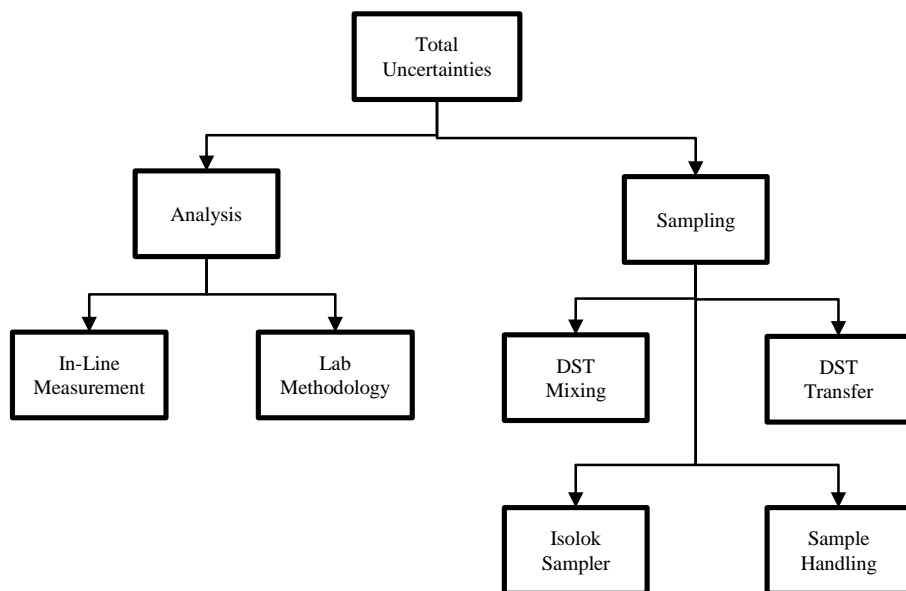 Total
Uncertainties
Analysis
Sampling
In-Line
Measurement
Lab
Methodology
DST
Mixing
DST
Transfer
Isolok
Sampler
Sample
Handling